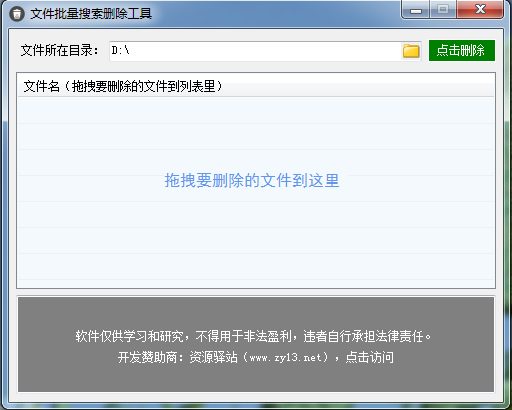 文件批量搜索删除工具
文件所在目录： D:\ 点击删除
文件名（拖拽要删除的文件到列表里）
拖拽要删除的文件到这里
软件仅供学习和研究，不得用于非法盈利，违者自行承担法律责任。
开发赞助商：资源驿站（www.zy13.net），点击访问